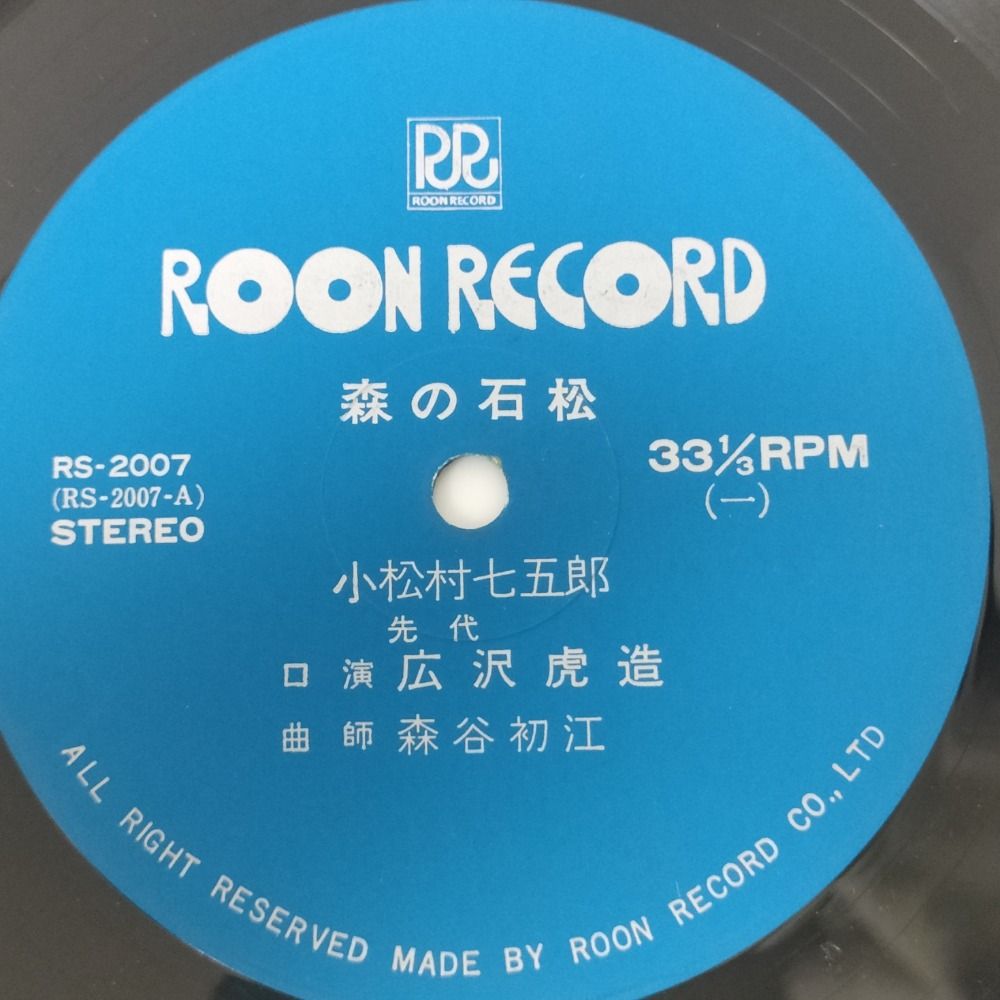 RR
ROON RECORD
ROON RECORD
森の石松
RS-2007
(RS-2007-A)
STEREO
33⅓RPM
(一)
小松村七五郎
先代
口演 広沢虎造
曲師 森谷初江
ALL RIGHT RESERVED MADE BY ROON RECORD CO., LTD